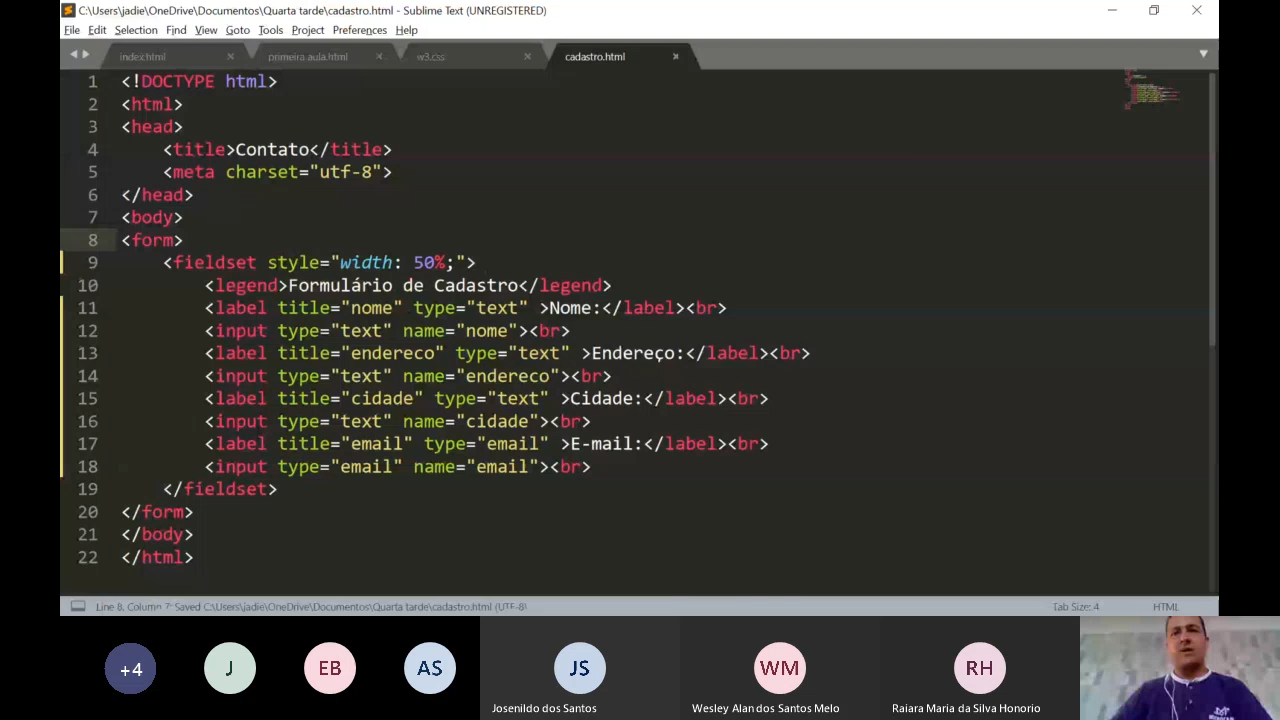 C:\Users\jadie\OneDrive\Documentos\Quarta tarde\cadastro.html - Sublime Text (UNREGISTERED)
File Edit Selection Find View Goto Tools Project Preferences Help
index.html × primeira aula.html × w3.css × cadastro.html ×
1 <!DOCTYPE html>
2 <html>
3 <head>
4 <title>Contato</title>
5 <meta charset="utf-8">
6 </head>
7 <body>
8 <form>
9 <fieldset style="width: 50%;">
10 <legend>Formulário de Cadastro</legend>
11 <label title="nome" type="text" >Nome:</label><br>
12 <input type="text" name="nome"><br>
13 <label title="endereco" type="text" >Endereço:</label><br>
14 <input type="text" name="endereco"><br>
15 <label title="cidade" type="text" >Cidade:</label><br>
16 <input type="text" name="cidade"><br>
17 <label title="email" type="email" >E-mail:</label><br>
18 <input type="email" name="email"><br>
19 </fieldset>
20 </form>
21 </body>
22 </html>
Line 8, Column 7; Saved C:\Users\jadie\OneDrive\Documentos\Quarta tarde\cadastro.html (UTF-8) Tab Size: 4 HTML
+4 J EB AS JS WM RH
Josenildo dos Santos Wesley Alan dos Santos Melo Raiara Maria da Silva Honorio